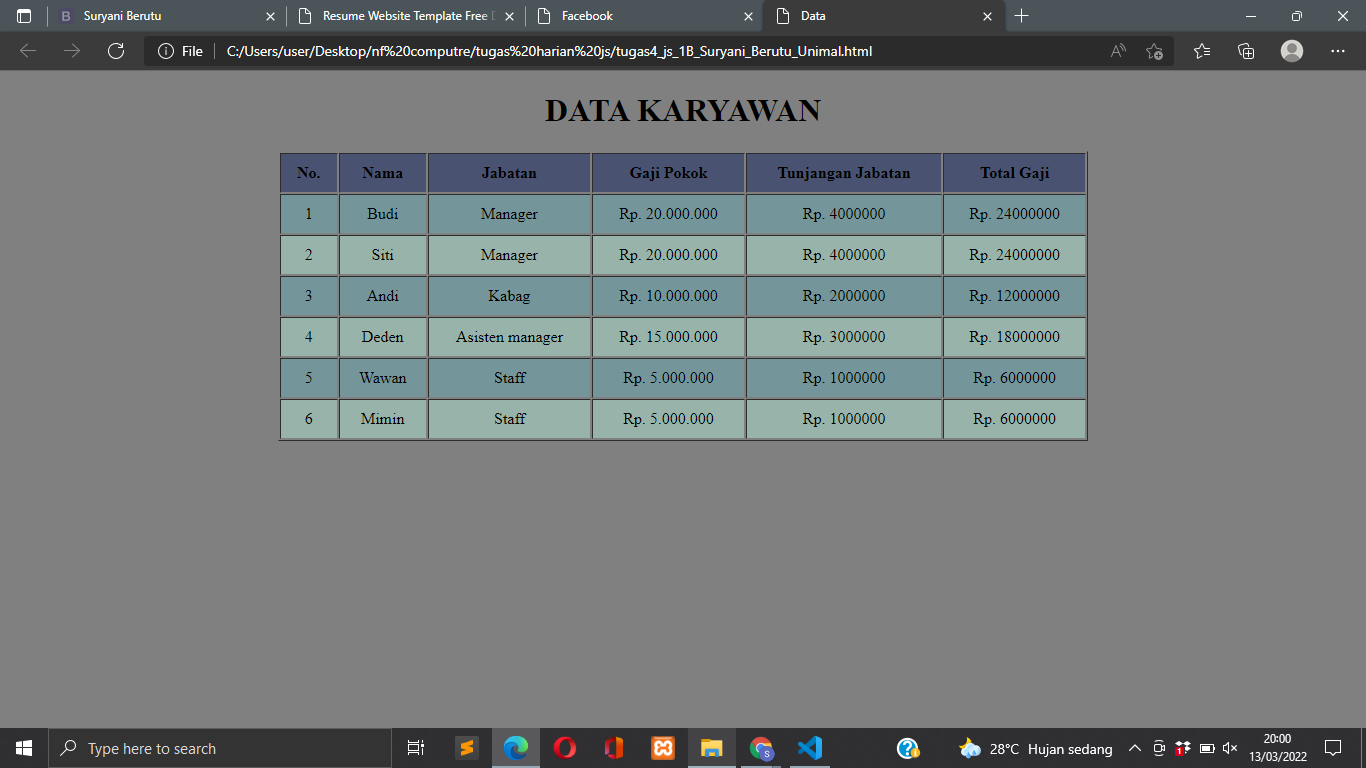 Suryani Berutu
Resume Website Template Free D
Facebook
Data
File
C:/Users/user/Desktop/nf%20computre/tugas%20harian%20js/tugas4_js_1B_Suryani_Berutu_Unimal.html
DATA KARYAWAN
No. Nama Jabatan Gaji Pokok Tunjangan Jabatan Total Gaji
1 Budi Manager Rp. 20.000.000 Rp. 4000000 Rp. 24000000
2 Siti Manager Rp. 20.000.000 Rp. 4000000 Rp. 24000000
3 Andi Kabag Rp. 10.000.000 Rp. 2000000 Rp. 12000000
4 Deden Asisten manager Rp. 15.000.000 Rp. 3000000 Rp. 18000000
5 Wawan Staff Rp. 5.000.000 Rp. 1000000 Rp. 6000000
6 Mimin Staff Rp. 5.000.000 Rp. 1000000 Rp. 6000000
Type here to search
28°C Hujan sedang
20:00
13/03/2022